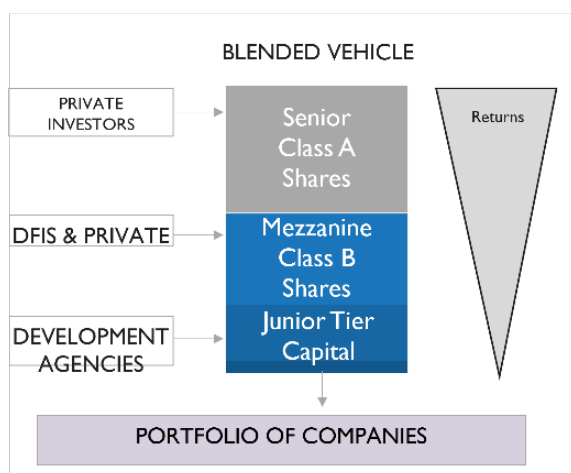 BLENDED VEHICLE
PRIVATE
INVESTORS
Senior
Class A
Shares
Returns
DFIS & PRIVATE
Mezzanine
Class B
Shares
DEVELOPMENT
AGENCIES
Junior Tier
Capital
PORTFOLIO OF COMPANIES